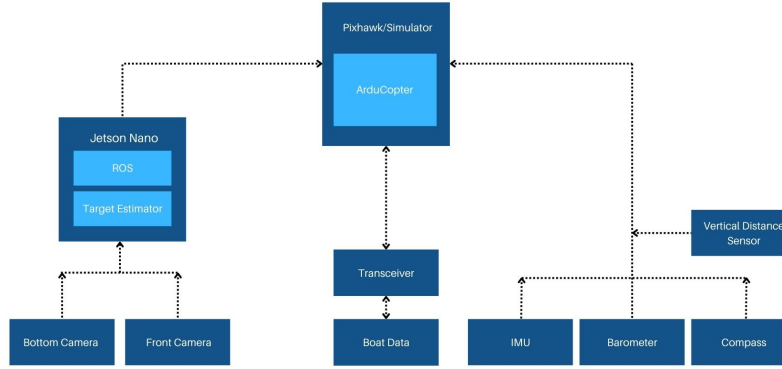 Pixhawk/Simulator
ArduCopter
Jetson Nano
ROS
Target Estimator
Vertical Distance
Sensor
Transceiver
Bottom Camera
Front Camera
Boat Data
IMU
Barometer
Compass